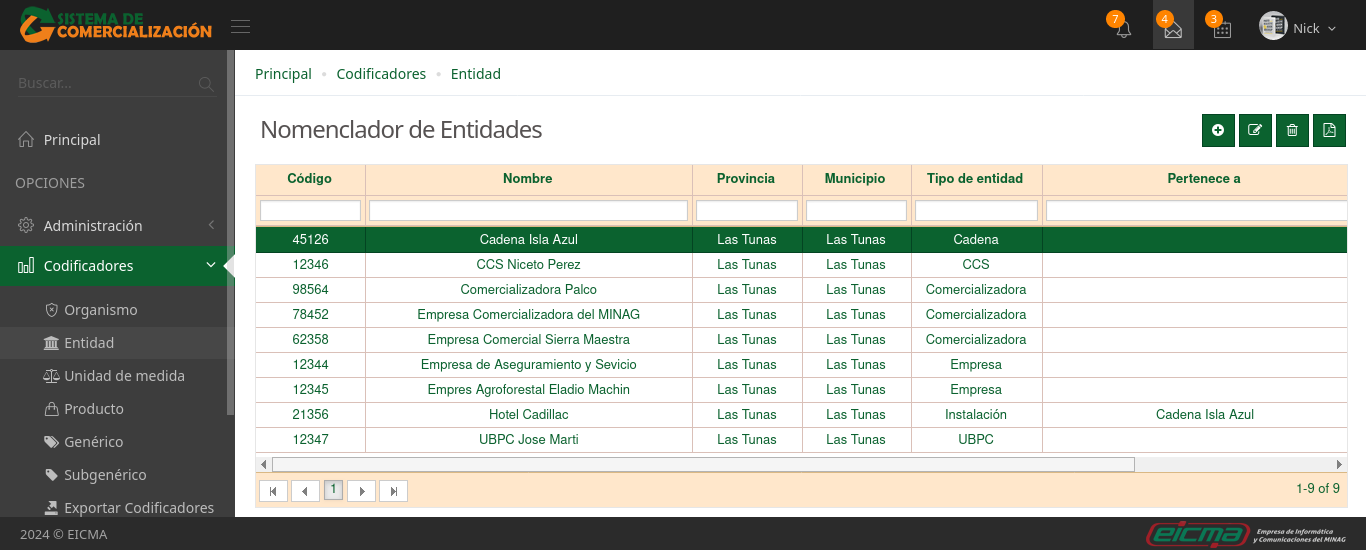 SISTEMA DE
COMERCIALIZACIÓN
7
4
3
Nick
Buscar...
Principal
OPCIONES
Administración
Codificadores
Organismo
Entidad
Unidad de medida
Producto
Genérico
Subgenérico
Exportar Codificadores
Principal • Codificadores • Entidad
Nomenclador de Entidades
Código Nombre Provincia Municipio Tipo de entidad Pertenece a
45126 Cadena Isla Azul Las Tunas Las Tunas Cadena
12346 CCS Niceto Perez Las Tunas Las Tunas CCS
98564 Comercializadora Palco Las Tunas Las Tunas Comercializadora
78452 Empresa Comercializadora del MINAG Las Tunas Las Tunas Comercializadora
62358 Empresa Comercial Sierra Maestra Las Tunas Las Tunas Comercializadora
12344 Empresa de Aseguramiento y Sevicio Las Tunas Las Tunas Empresa
12345 Empres Agroforestal Eladio Machin Las Tunas Las Tunas Empresa
21356 Hotel Cadillac Las Tunas Las Tunas Instalación Cadena Isla Azul
12347 UBPC Jose Marti Las Tunas Las Tunas UBPC
1
1-9 of 9
2024 © EICMA
eicma
Empresa de Informática
y Comunicaciones del MINAG